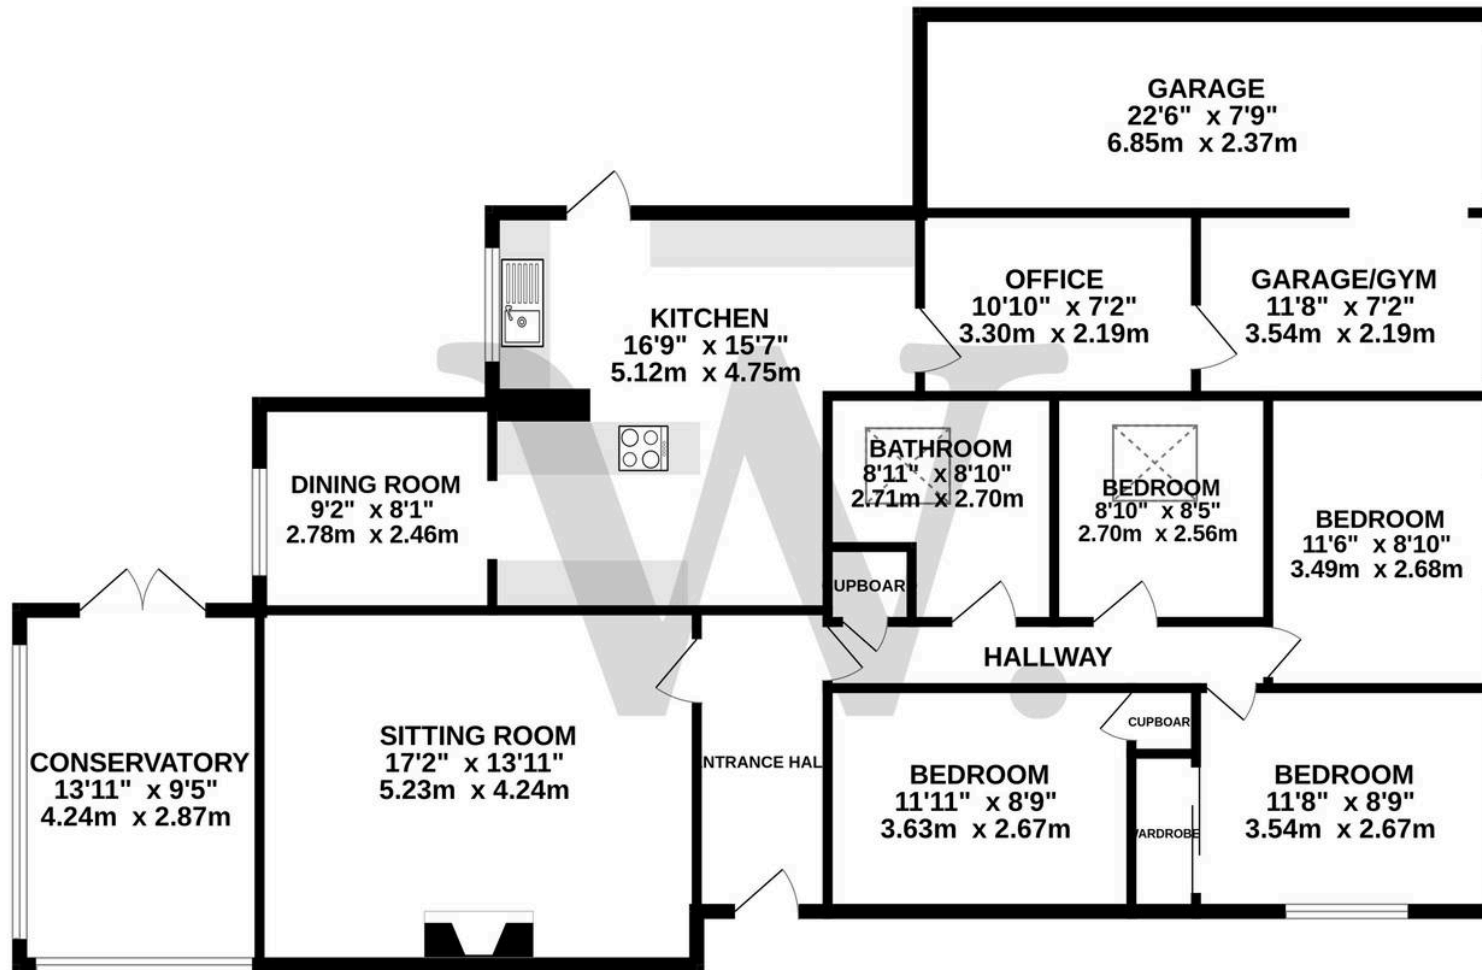 GARAGE
22'6" x 7'9"
6.85m x 2.37m
OFFICE
10'10" x 7'2"
3.30m x 2.19m
GARAGE/GYM
11'8" x 7'2"
3.54m x 2.19m
KITCHEN
16'9" x 15'7"
5.12m x 4.75m
DINING ROOM
9'2" x 8'1"
2.78m x 2.46m
BATHROOM
8'11" x 8'10"
2.71m x 2.70m
BEDROOM
8'10" x 8'5"
2.70m x 2.56m
BEDROOM
11'6" x 8'10"
3.49m x 2.68m
UPBOAR
HALLWAY
CONSERVATORY
13'11" x 9'5"
4.24m x 2.87m
SITTING ROOM
17'2" x 13'11"
5.23m x 4.24m
NTRANCE HAL
BEDROOM
11'11" x 8'9"
3.63m x 2.67m
CUPBOAR
WARDROBE
BEDROOM
11'8" x 8'9"
3.54m x 2.67m
W.